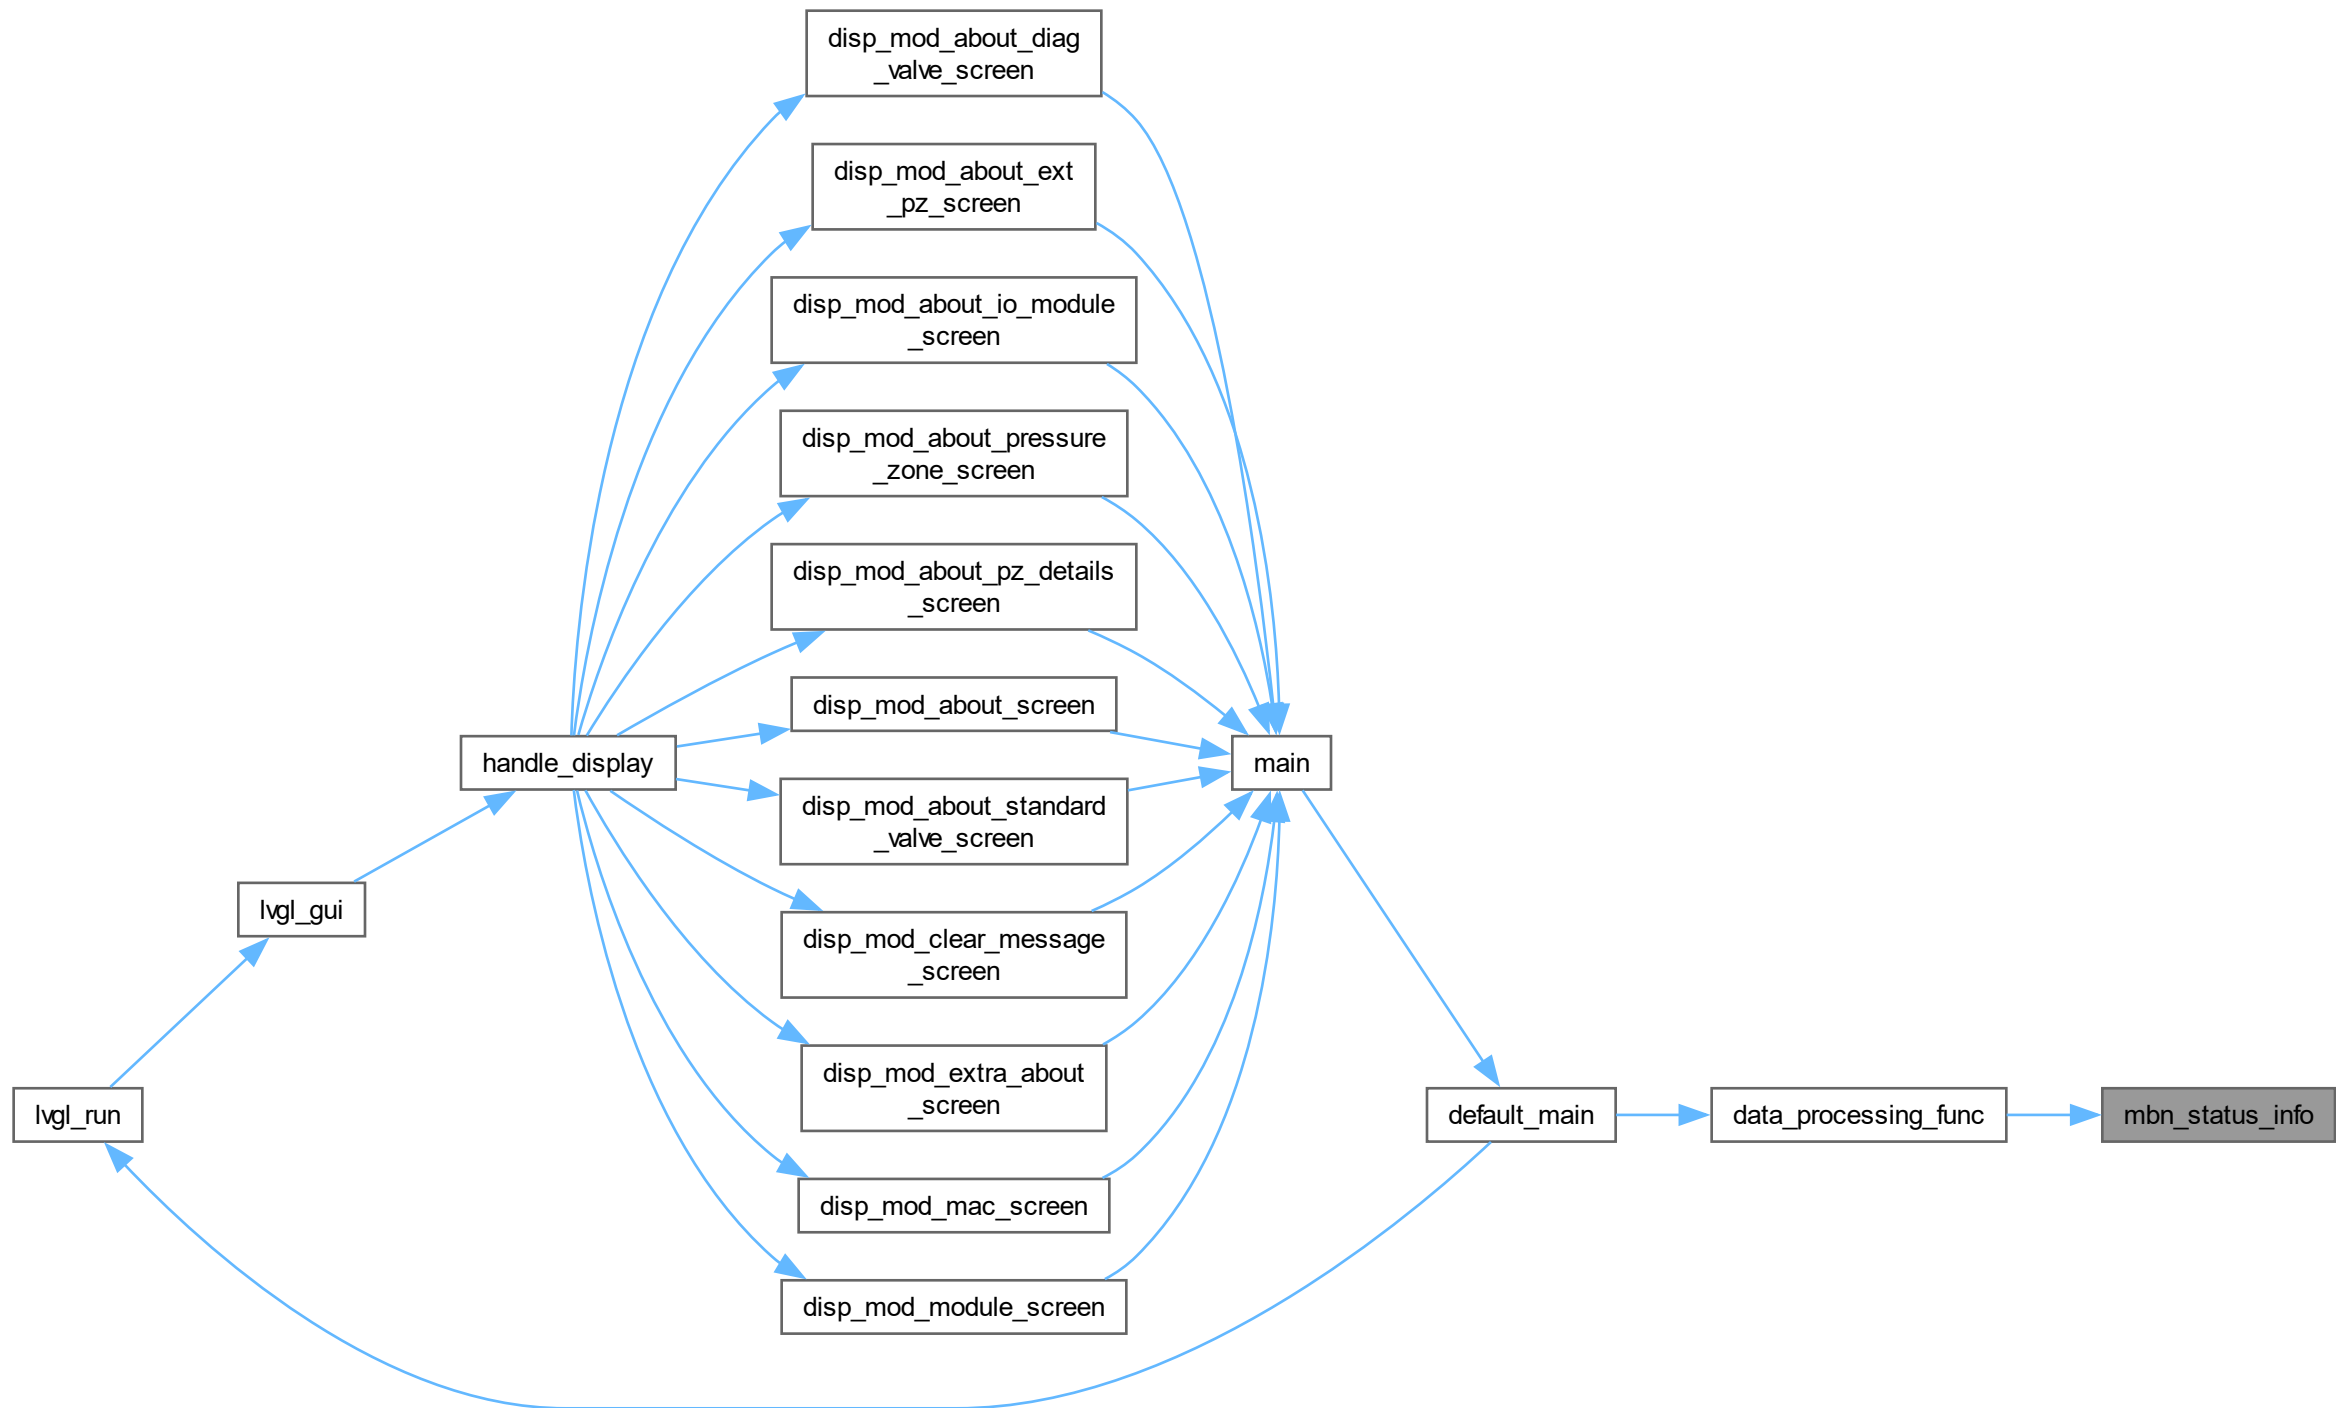 disp_mod_about_diag
_valve_screen
disp_mod_about_ext
_pz_screen
disp_mod_about_io_module
_screen
disp_mod_about_pressure
_zone_screen
disp_mod_about_pz_details
_screen
disp_mod_about_screen
handle_display
main
disp_mod_about_standard
_valve_screen
lvgl_gui
disp_mod_clear_message
_screen
disp_mod_extra_about
_screen
lvgl_run
default_main
data_processing_func
mbn_status_info
disp_mod_mac_screen
disp_mod_module_screen